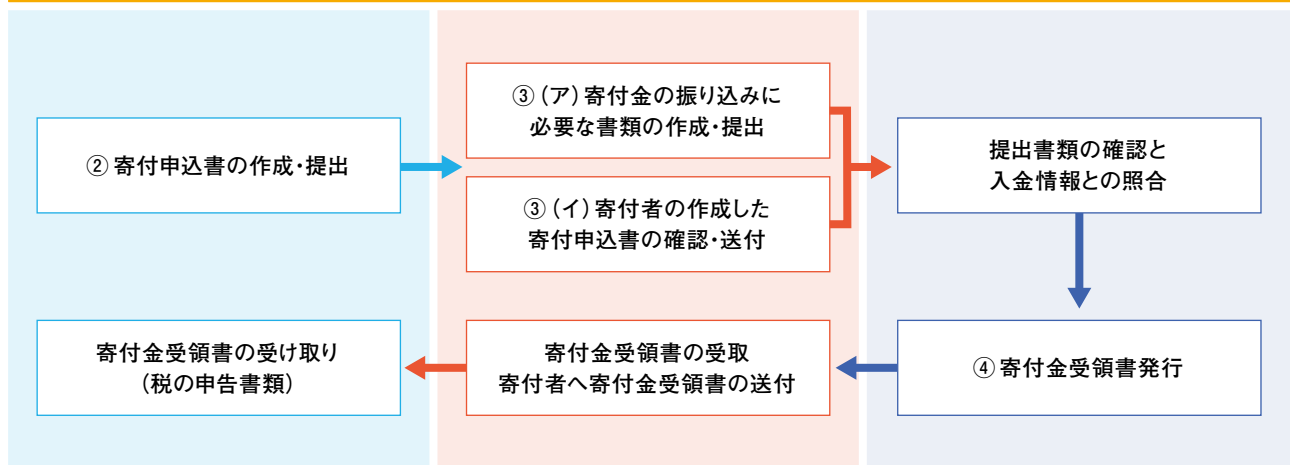 ② 寄付申込書の作成・提出
③（ア）寄付金の振り込みに
必要な書類の作成・提出
③（イ）寄付者の作成した
寄付申込書の確認・送付
提出書類の確認と
入金情報との照合
④ 寄付金受領書発行
寄付金受領書の受取
寄付者へ寄付金受領書の送付
寄付金受領書の受け取り
（税の申告書類）